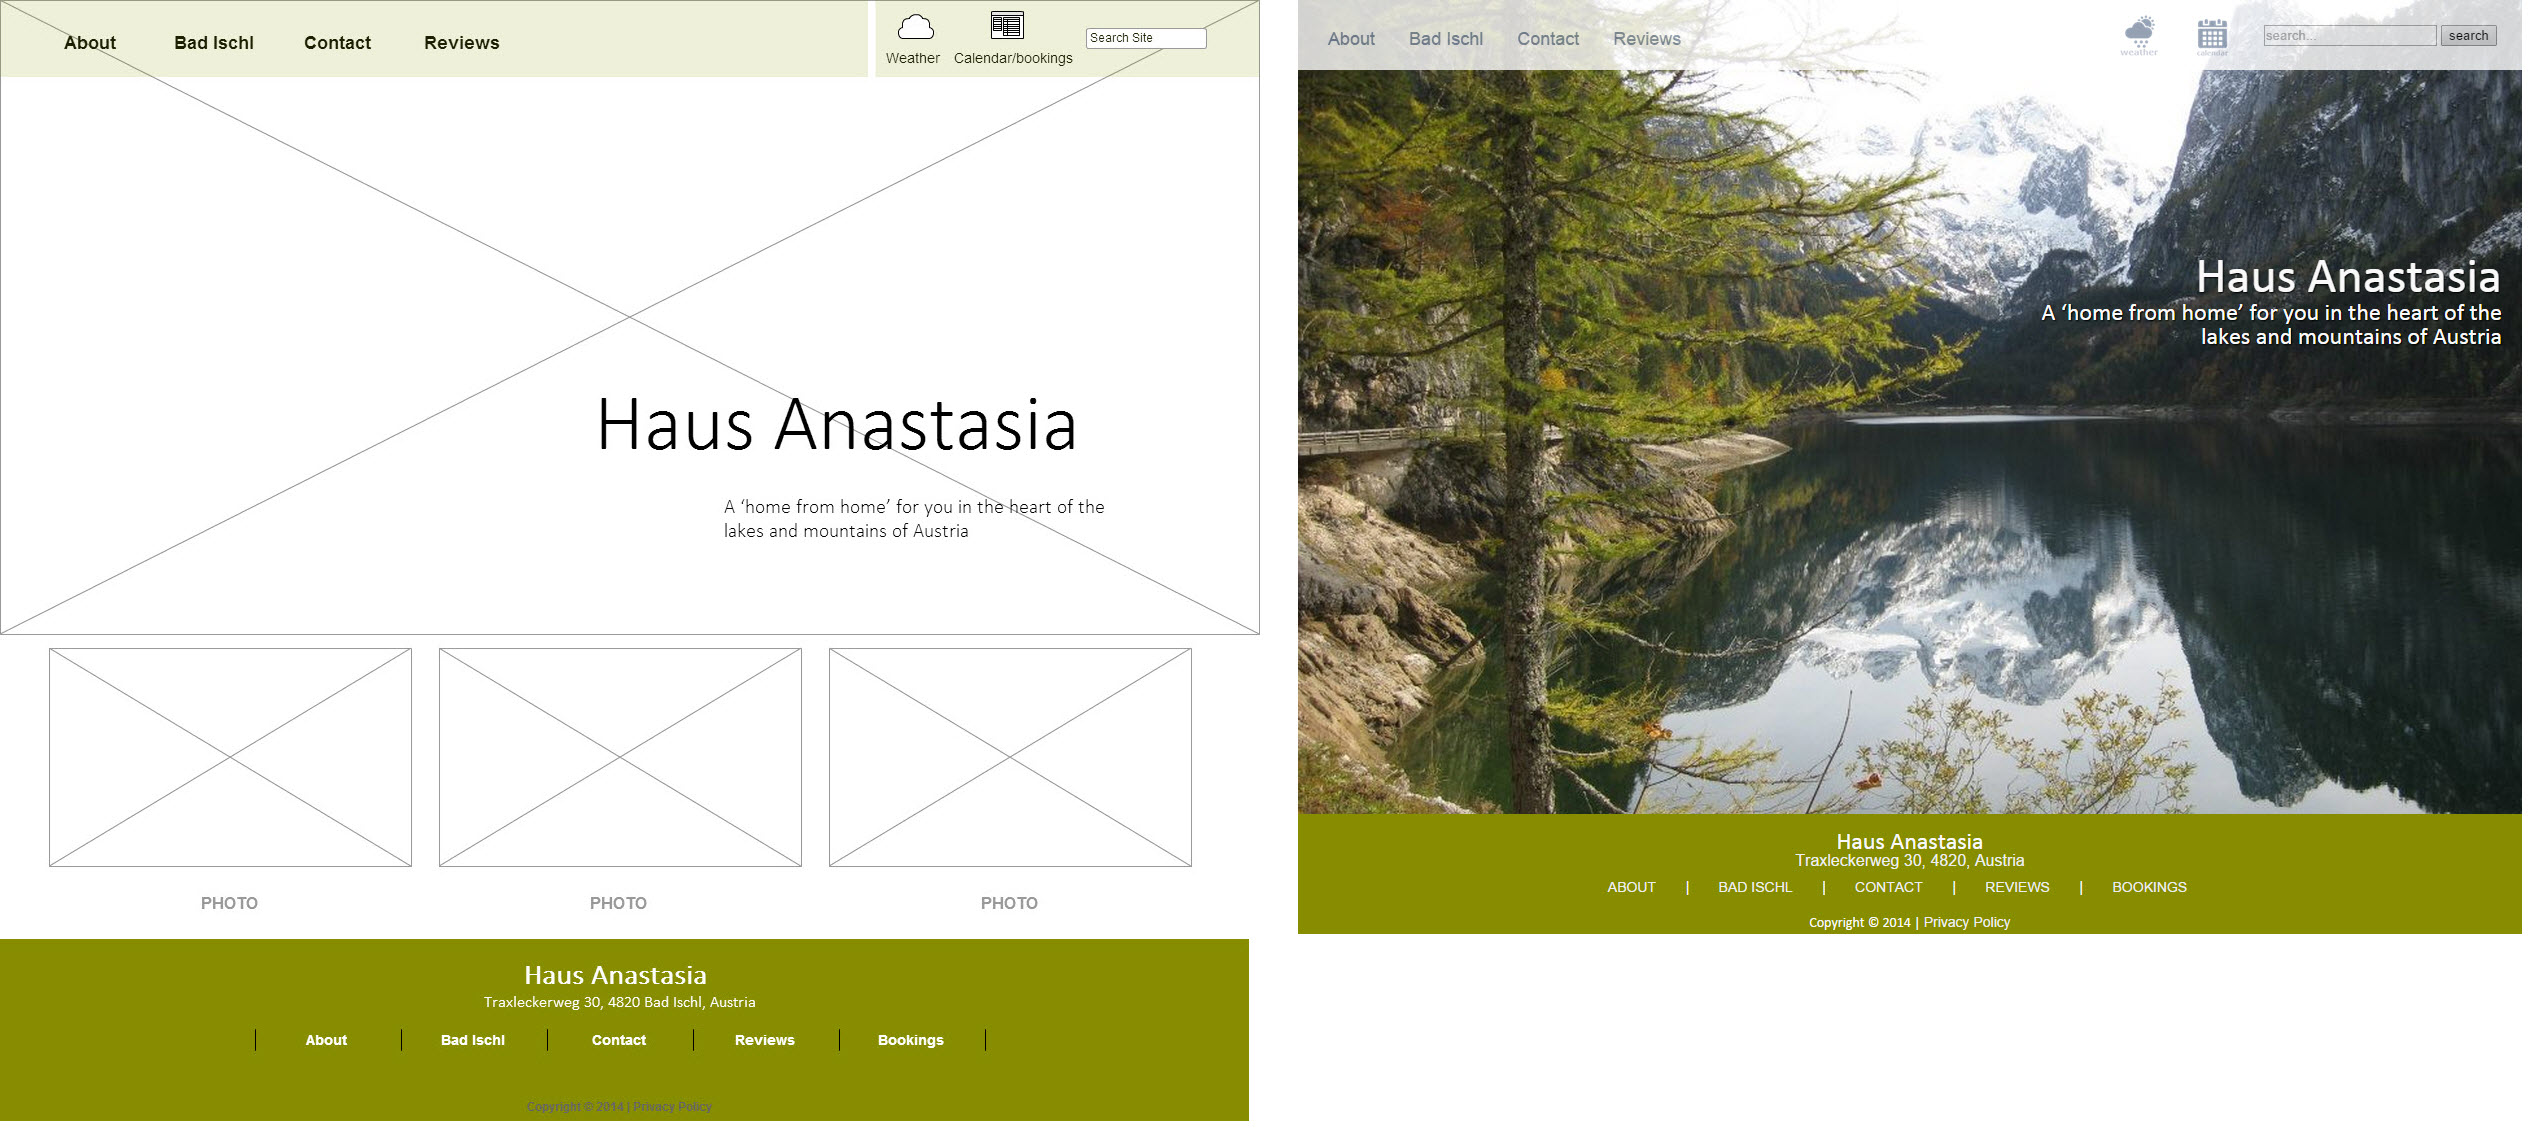 About Bad Ischl Contact Reviews
Weather Calendar/bookings Search Site
Haus Anastasia
A ‘home from home’ for you in the heart of the
lakes and mountains of Austria
PHOTO PHOTO PHOTO
Haus Anastasia
Traxleckerweg 30, 4820 Bad Ischl, Austria
About Bad Ischl Contact Reviews Bookings
Copyright © 2014 | Privacy Policy
About Bad Ischl Contact Reviews
weather calendar search... search
Haus Anastasia
A ‘home from home’ for you in the heart of the
lakes and mountains of Austria
Haus Anastasia
Traxleckerweg 30, 4820, Austria
ABOUT | BAD ISCHL | CONTACT | REVIEWS | BOOKINGS
Copyright © 2014 | Privacy Policy